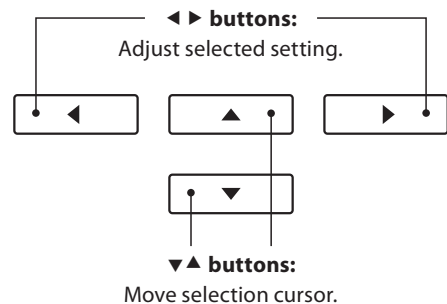 ◀ ▶ buttons:
Adjust selected setting.
◀
▲
▶
▼
▼▲ buttons:
Move selection cursor.